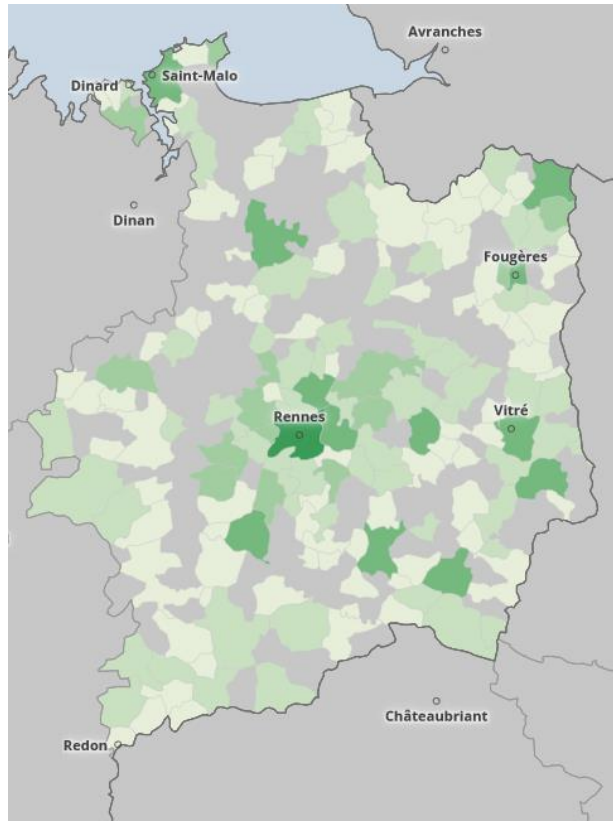 Avranches
Saint-Malo
Dinard
Dinan
Fougères
Rennes
Vitré
Châteaubriant
Redon